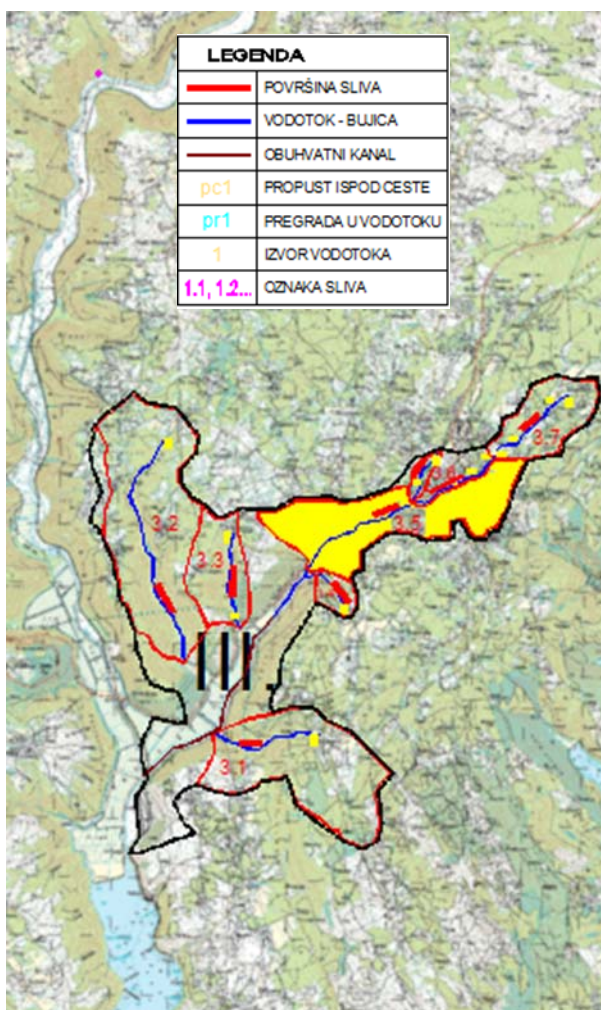 LEGENDA
POVRŠINA SLIVA
VODOTOK - BUJICA
OBUHVATNI KANAL
pc1 PROPUST ISPOD CESTE
pr1 PREGRADA U VODOTOKU
1 IZVOR VODOTOKA
1.1, 1.2... OZNAKA SLIVA
3.7
3.6
3.5
3.2
3.3
III.
3.1